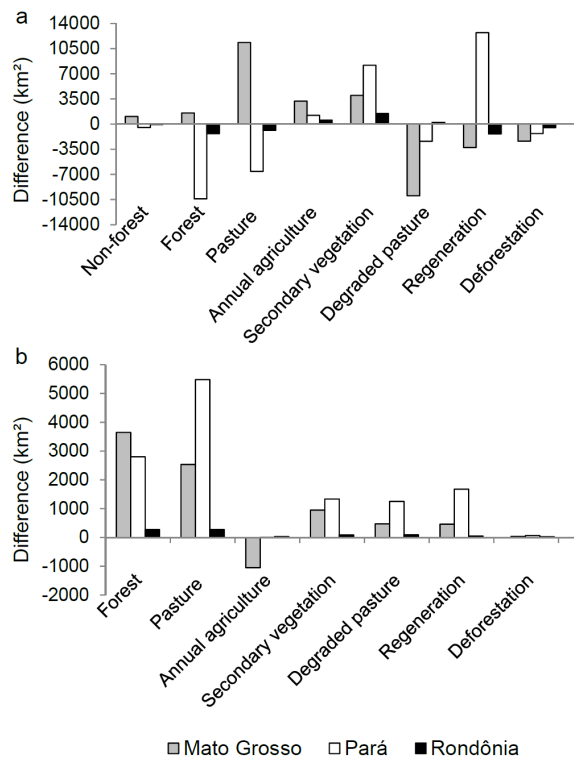 a
14000
10500
7000
3500
0
-3500
-7000
-10500
-14000
Difference (km²)
Non-forest
Forest
Pasture
Annual agriculture
Secondary vegetation
Degraded pasture
Regeneration
Deforestation
b
6000
5000
4000
3000
2000
1000
0
-1000
-2000
Difference (km²)
Forest
Pasture
Annual agriculture
Secondary vegetation
Degraded pasture
Regeneration
Deforestation
Mato Grosso Pará Rondônia